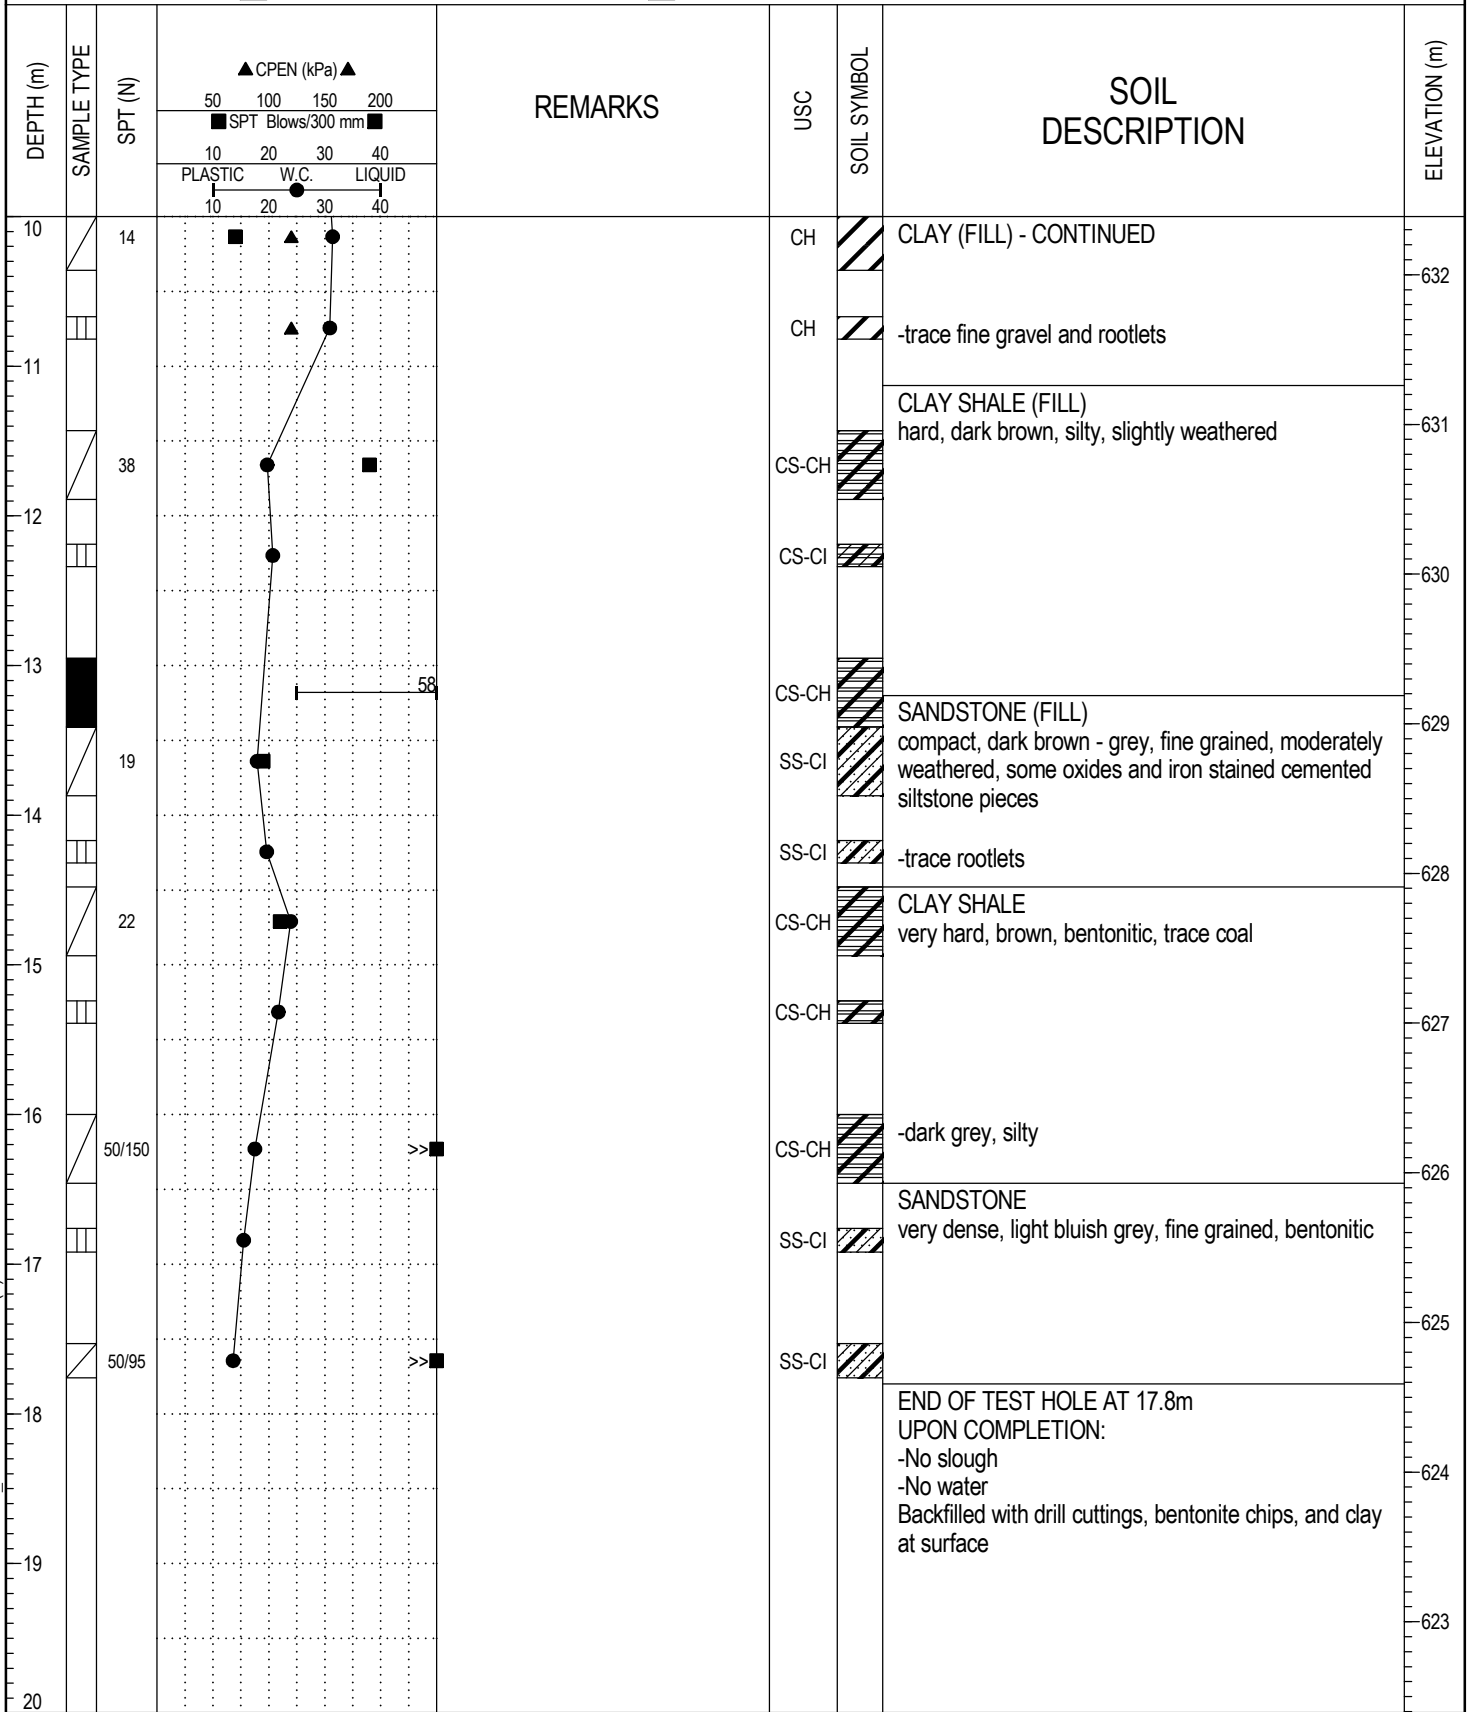 DEPTH (m)
SAMPLE TYPE
SPT (N)
▲ CPEN (kPa) ▲
50 100 150 200
■ SPT Blows/300 mm ■
10 20 30 40
PLASTIC W.C. LIQUID
10 20 30 40
REMARKS
USC
SOIL SYMBOL
SOIL
DESCRIPTION
ELEVATION (m)
10
14
CH
CLAY (FILL) - CONTINUED
632
CH
-trace fine gravel and rootlets
11
CLAY SHALE (FILL)
631
hard, dark brown, silty, slightly weathered
38
CS-CH
12
CS-CI
630
13
58
CS-CH
SANDSTONE (FILL)
629
compact, dark brown - grey, fine grained, moderately
19
SS-CI
weathered, some oxides and iron stained cemented
siltstone pieces
14
SS-CI
-trace rootlets
628
CLAY SHALE
22
CS-CH
very hard, brown, bentonitic, trace coal
15
CS-CH
627
16
-dark grey, silty
50/150
>>
CS-CH
626
SANDSTONE
very dense, light bluish grey, fine grained, bentonitic
SS-CI
17
625
50/95
>>
SS-CI
END OF TEST HOLE AT 17.8m
18
UPON COMPLETION:
-No slough
624
-No water
Backfilled with drill cuttings, bentonite chips, and clay
at surface
19
623
20